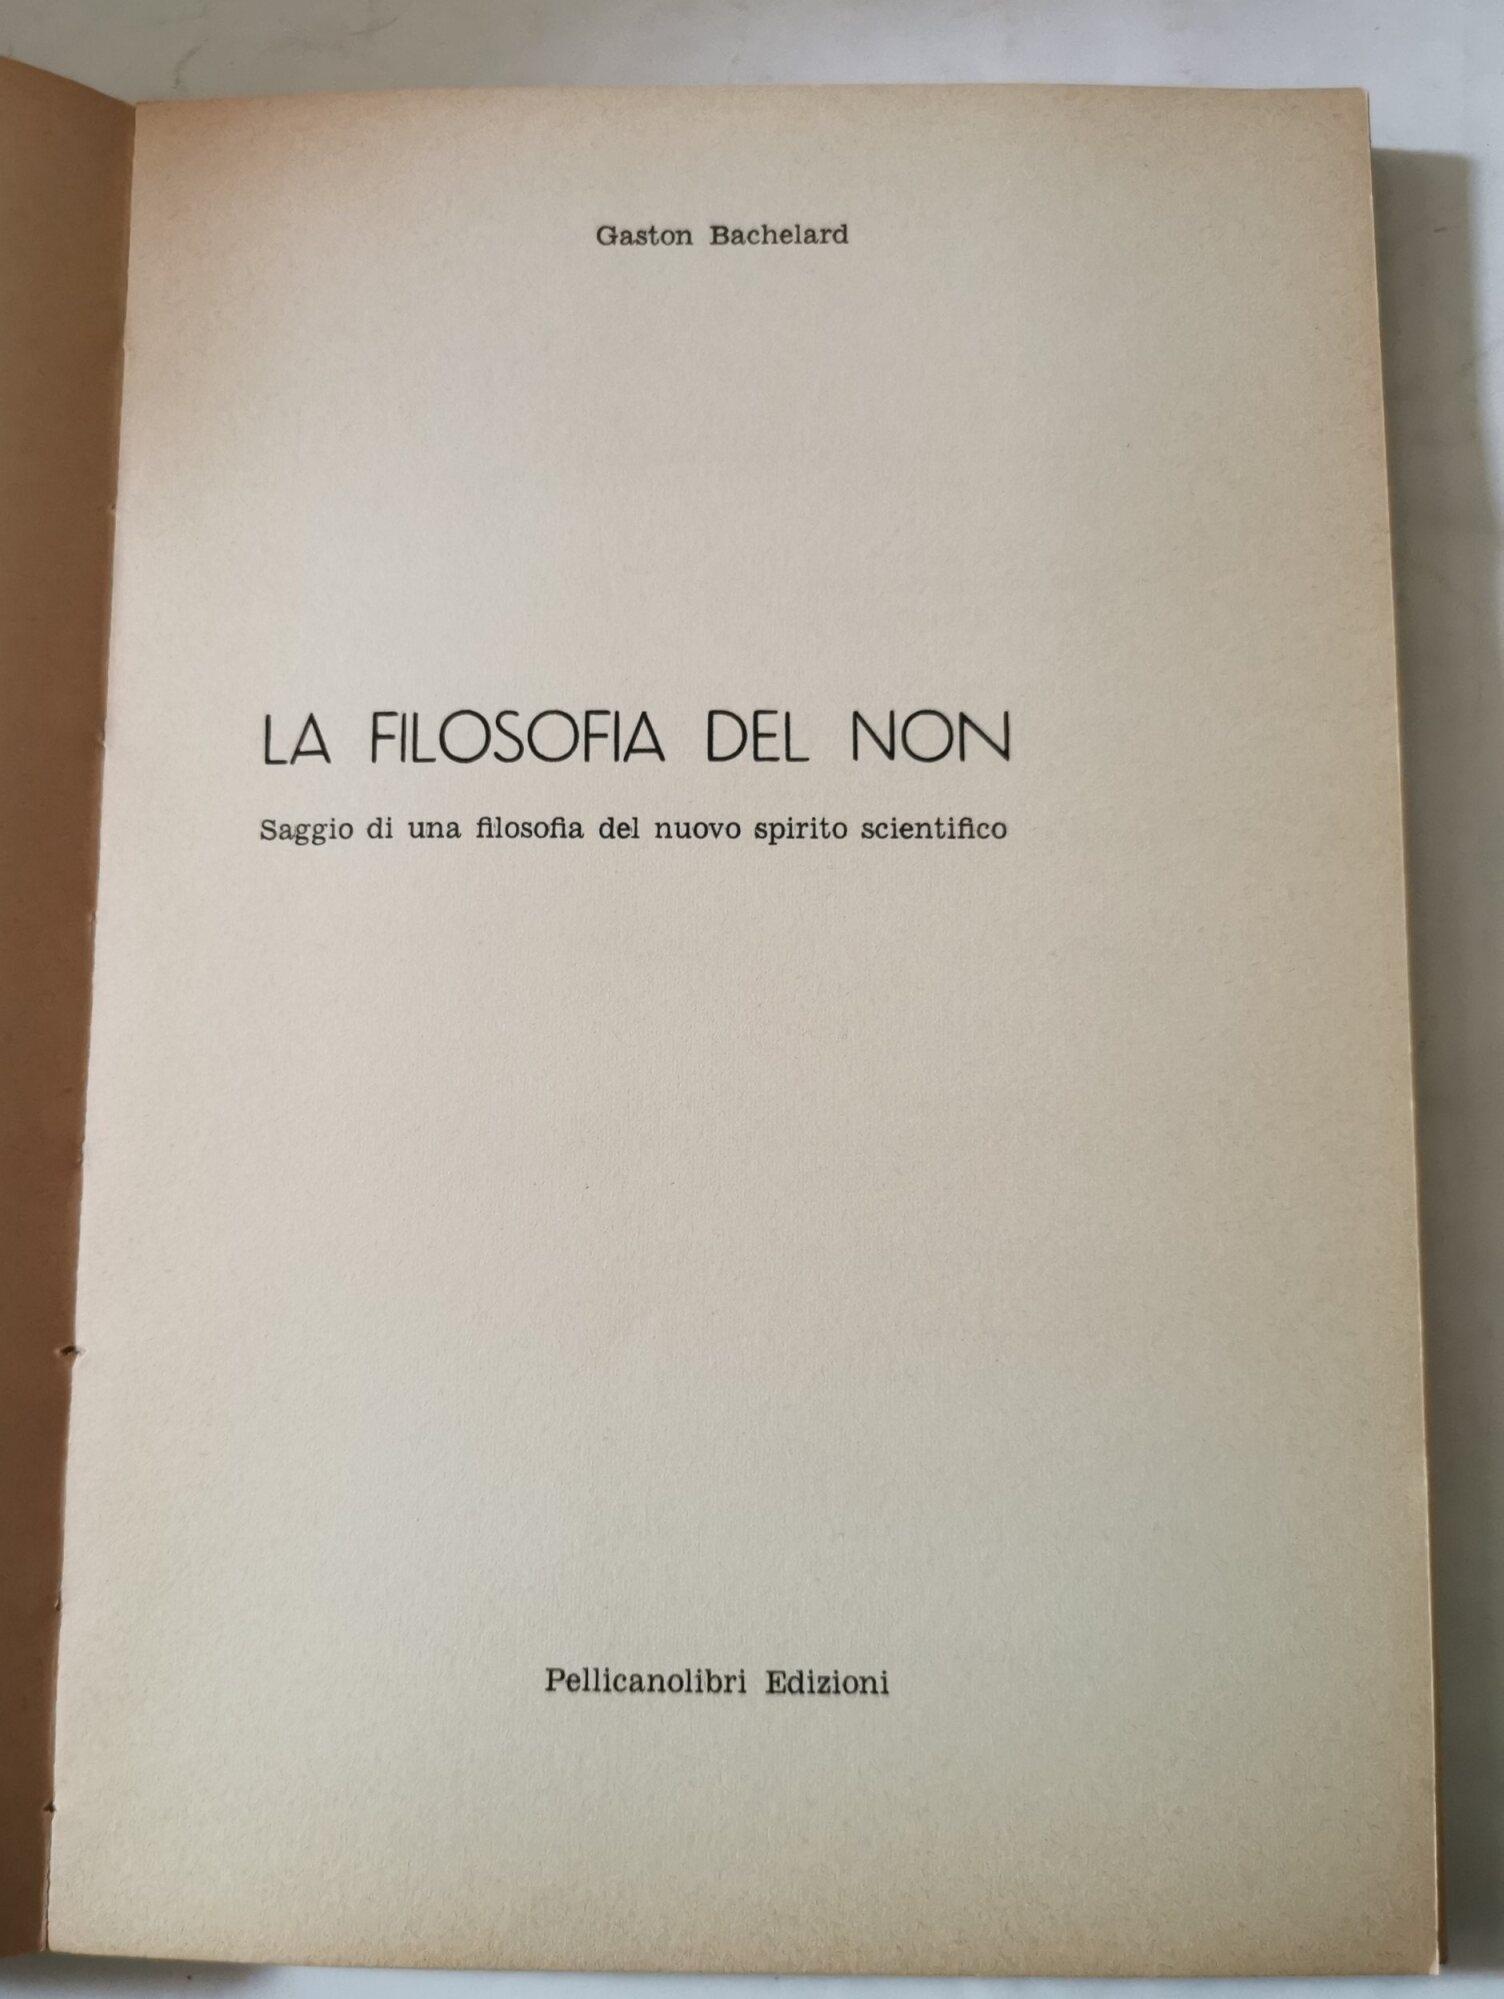 Gaston Bachelard
LA FILOSOFIA DEL NON
Saggio di una filosofia del nuovo spirito scientifico
Pellicanolibri Edizioni